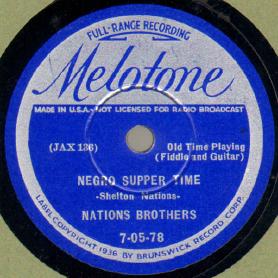 FULL-RANGE RECORDING
Melotone
MADE IN U.S.A.- NOT LICENSED FOR RADIO BROADCAST
(JAX 136)
Old Time Playing
(Fiddle and Guitar)
NEGRO SUPPER TIME
-Shelton Nations-
NATIONS BROTHERS
7-05-78
LABEL COPYRIGHT 1936 BY BRUNSWICK RECORD CORP.